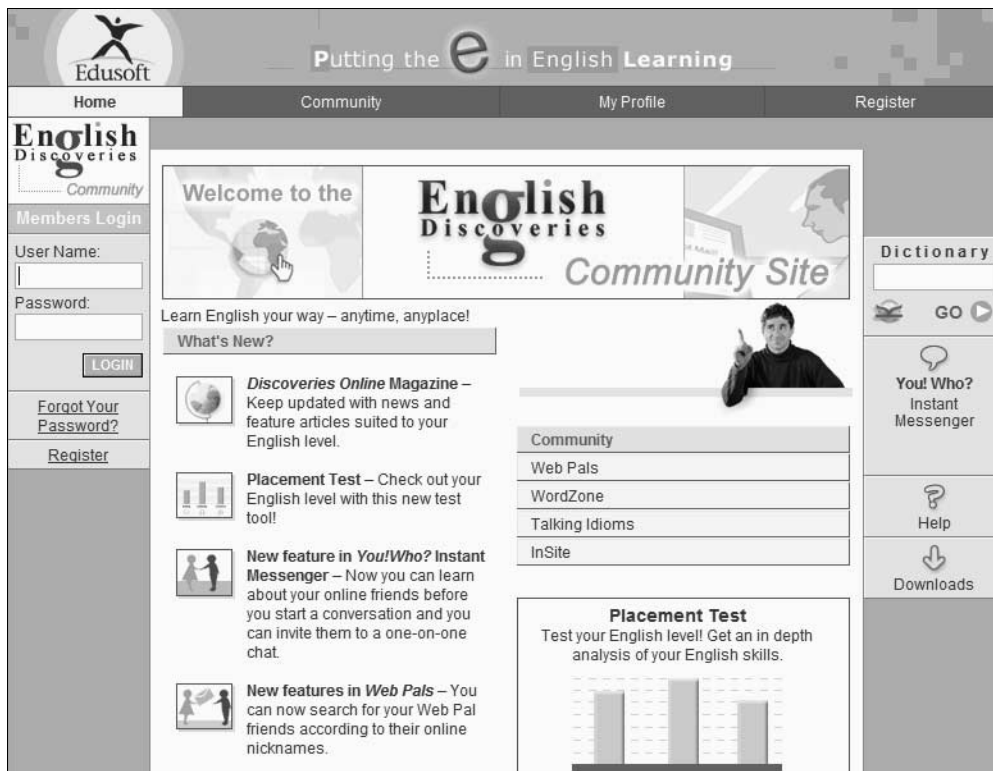 Edusoft
Putting the e in English Learning
Home
Community
My Profile
Register
English
Discoveries
Community
Members Login
User Name:
Password:
LOGIN
Forgot Your
Password?
Register
Welcome to the
English
Discoveries
Community Site
Learn English your way – anytime, anyplace!
What's New?
Discoveries Online Magazine –
Keep updated with news and
feature articles suited to your
English level.
Placement Test – Check out your
English level with this new test
tool!
New feature in You!Who? Instant
Messenger – Now you can learn
about your online friends before
you start a conversation and you
can invite them to a one-on-one
chat.
New features in Web Pals – You
can now search for your Web Pal
friends according to their online
nicknames.
Community
Web Pals
WordZone
Talking Idioms
InSite
Placement Test
Test your English level! Get an in depth
analysis of your English skills.
Dictionary
GO
You! Who?
Instant
Messenger
Help
Downloads